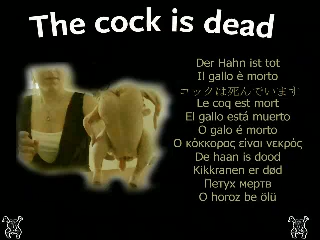 The cock is dead
Der Hahn ist tot
Il gallo è morto
コックは死んでいます
Le coq est mort
El gallo está muerto
O galo é morto
Ο κόκκορας είναι νεκρός
De haan is dood
Kikkranen er død
Петух мертв
O horoz be ölü